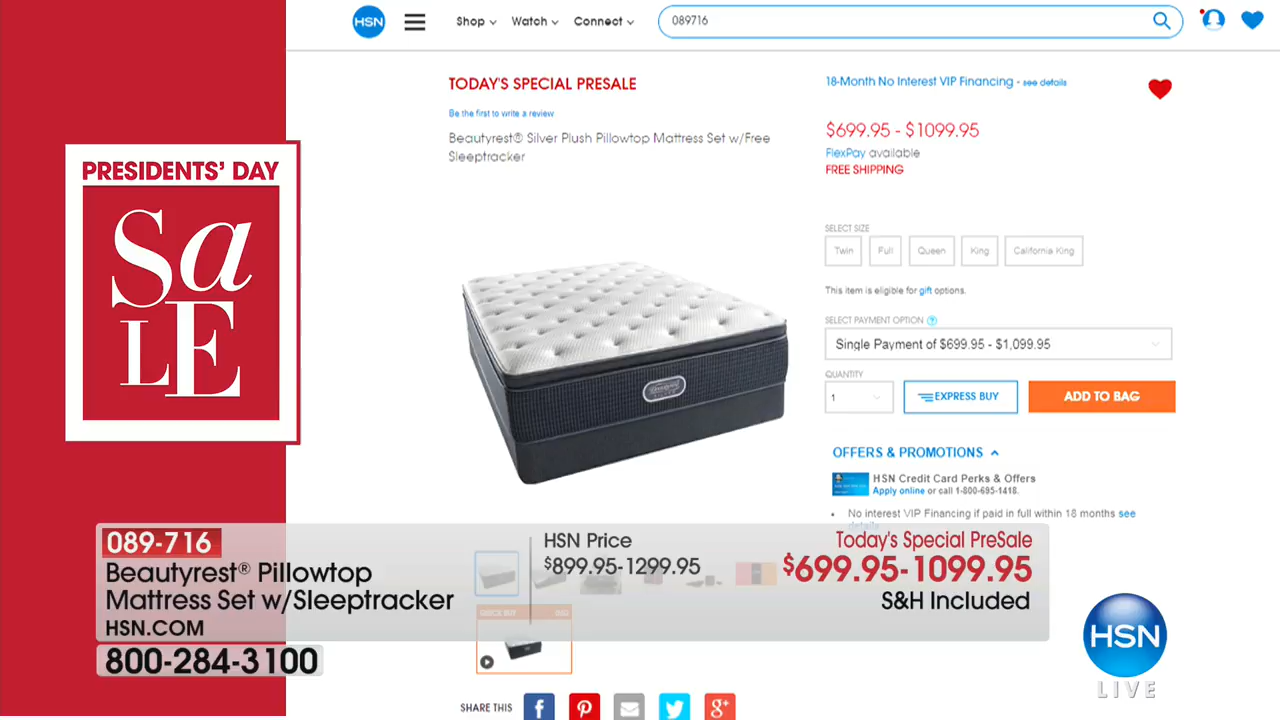 HSN
Shop
Watch
Connect
089716
TODAY'S SPECIAL PRESALE
Be the first to write a review
Beautyrest® Silver Plush Pillowtop Mattress Set w/Free
Sleeptracker
18-Month No Interest VIP Financing - see details
$699.95 - $1099.95
FlexPay available
FREE SHIPPING
SELECT SIZE
Twin
Full
Queen
King
California King
This item is eligible for gift options.
SELECT PAYMENT OPTION ?
Single Payment of $699.95 - $1,099.95
QUANTITY
1
EXPRESS BUY
ADD TO BAG
OFFERS & PROMOTIONS
HSN Credit Card Perks & Offers
Apply online or call 1-800-695-1418.
No interest VIP Financing if paid in full within 18 months see
details
PRESIDENTS' DAY
SaLE
089-716
Beautyrest® Pillowtop
Mattress Set w/Sleeptracker
HSN.COM
800-284-3100
HSN Price
$899.95-1299.95
Today's Special PreSale
$699.95-1099.95
S&H Included
QUICK BUY
SHARE THIS
HSN
LIVE